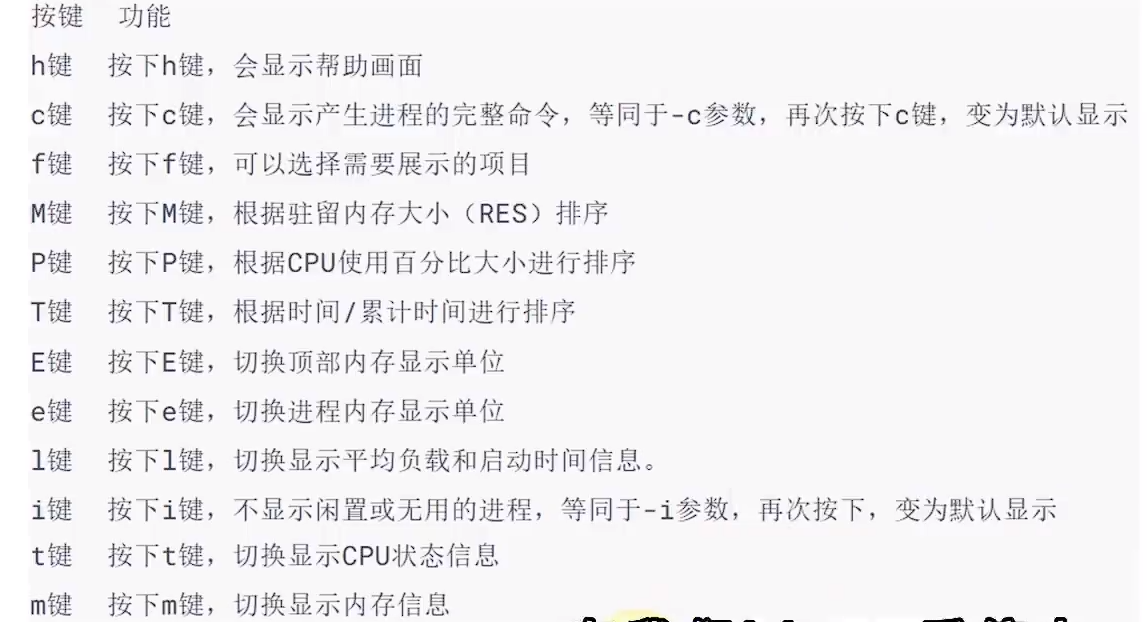 按键 功能
h键 按下h键，会显示帮助画面
c键 按下c键，会显示产生进程的完整命令，等同于-c参数，再次按下c键，变为默认显示
f键 按下f键，可以选择需要展示的项目
M键 按下M键，根据驻留内存大小（RES）排序
P键 按下P键，根据CPU使用百分比大小进行排序
T键 按下T键，根据时间/累计时间进行排序
E键 按下E键，切换顶部内存显示单位
e键 按下e键，切换进程内存显示单位
l键 按下l键，切换显示平均负载和启动时间信息。
i键 按下i键，不显示闲置或无用的进程，等同于-i参数，再次按下，变为默认显示
t键 按下t键，切换显示CPU状态信息
m键 按下m键，切换显示内存信息